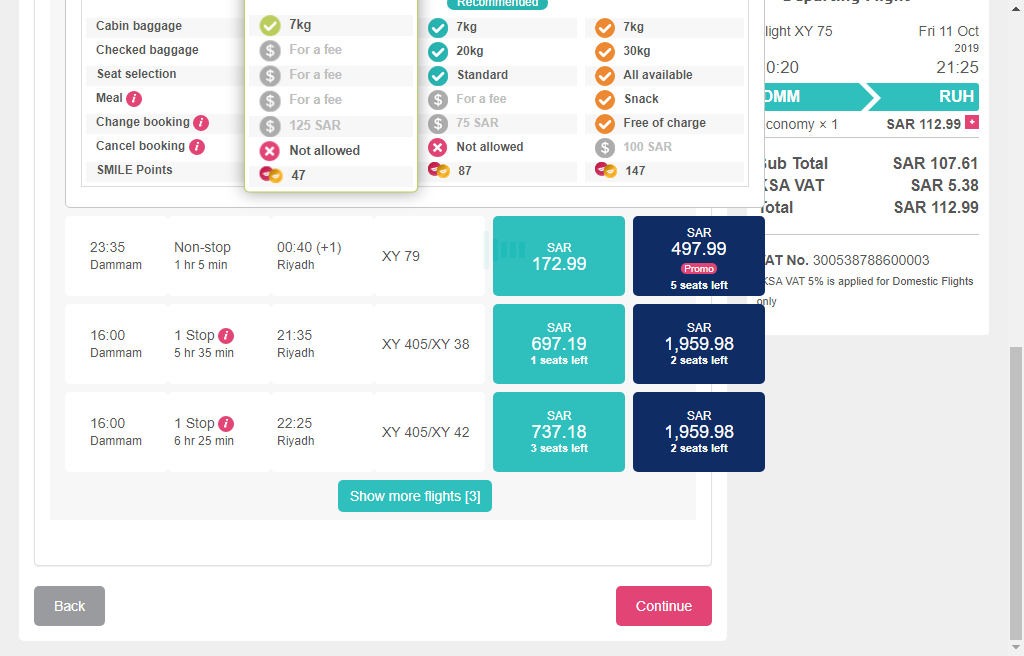 Recommended
Cabin baggage 7kg 7kg 7kg
Checked baggage For a fee 20kg 30kg
Seat selection For a fee Standard All available
Meal i For a fee For a fee Snack
Change booking i 125 SAR 75 SAR Free of charge
Cancel booking i Not allowed Not allowed 100 SAR
SMILE Points 47 87 147
23:35 Non-stop 00:40 (+1) XY 79
Dammam 1 hr 5 min Riyadh
SAR
172.99
SAR
497.99
Promo
5 seats left
16:00 1 Stop i 21:35 XY 405/XY 38
Dammam 5 hr 35 min Riyadh
SAR
697.19
1 seats left
SAR
1,959.98
2 seats left
16:00 1 Stop i 22:25 XY 405/XY 42
Dammam 6 hr 25 min Riyadh
SAR
737.18
3 seats left
SAR
1,959.98
2 seats left
Show more flights [3]
Back
Continue
light XY 75 Fri 11 Oct
2019
0:20 21:25
DMM RUH
conomy × 1 SAR 112.99 +
ub Total SAR 107.61
KSA VAT SAR 5.38
Total SAR 112.99
VAT No. 300538788600003
KSA VAT 5% is applied for Domestic Flights
only